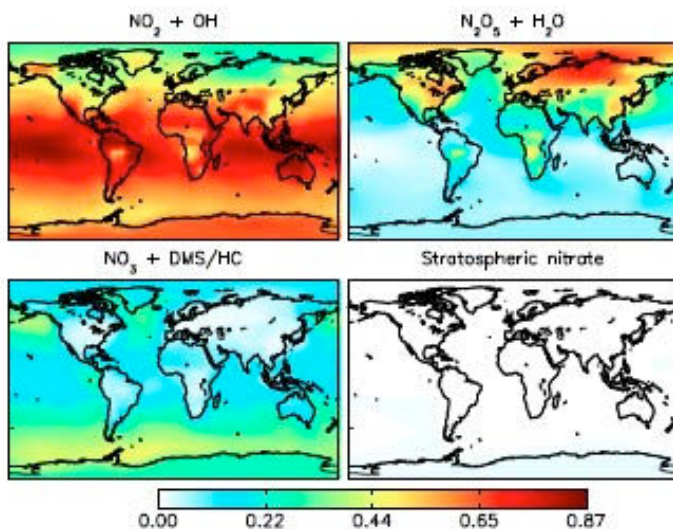 NO₂ + OH
N₂O₅ + H₂O
NO₃ + DMS/HC
Stratospheric nitrate
0.00 0.22 0.44 0.65 0.87